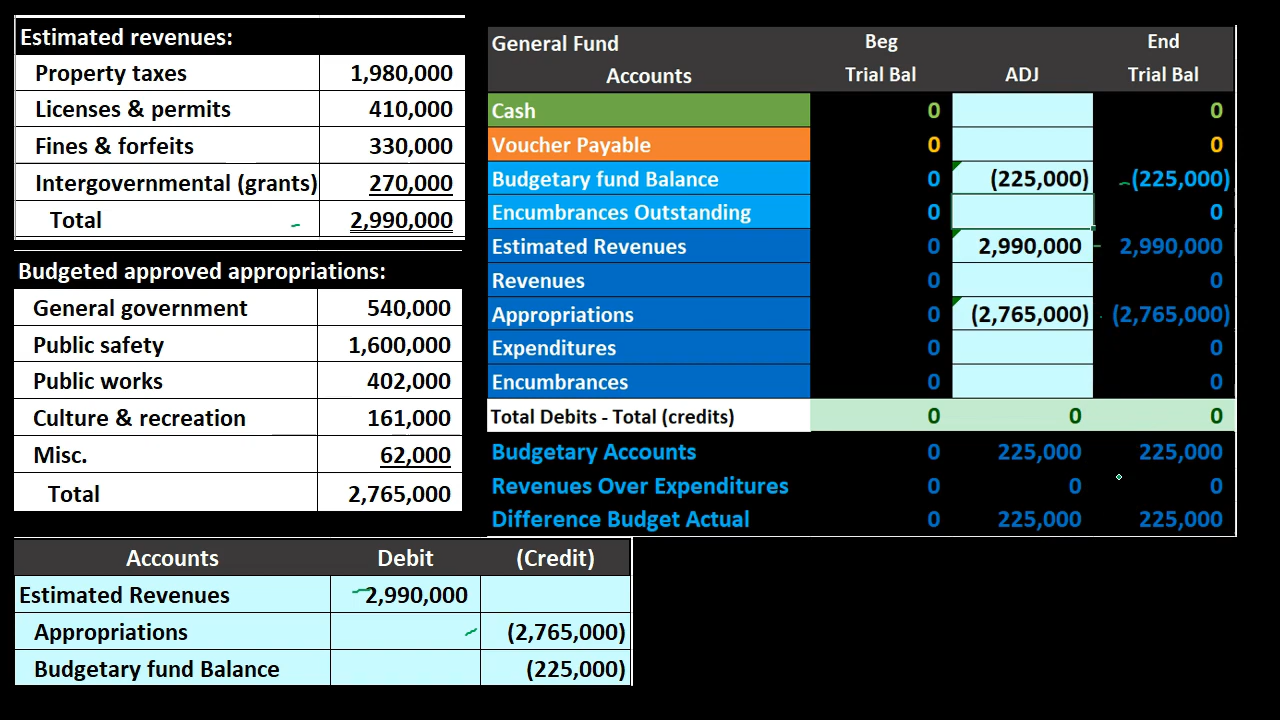 Estimated revenues:
Property taxes 1,980,000
Licenses & permits 410,000
Fines & forfeits 330,000
Intergovernmental (grants) 270,000
Total 2,990,000
Budgeted approved appropriations:
General government 540,000
Public safety 1,600,000
Public works 402,000
Culture & recreation 161,000
Misc. 62,000
Total 2,765,000
General Fund Beg End
Accounts Trial Bal ADJ Trial Bal
Cash 0 0
Voucher Payable 0 0
Budgetary fund Balance 0 (225,000) (225,000)
Encumbrances Outstanding 0 0
Estimated Revenues 0 2,990,000 2,990,000
Revenues 0 0
Appropriations 0 (2,765,000) (2,765,000)
Expenditures 0 0
Encumbrances 0 0
Total Debits - Total (credits) 0 0 0
Budgetary Accounts 0 225,000 225,000
Revenues Over Expenditures 0 0 0
Difference Budget Actual 0 225,000 225,000
Accounts Debit (Credit)
Estimated Revenues 2,990,000
Appropriations (2,765,000)
Budgetary fund Balance (225,000)